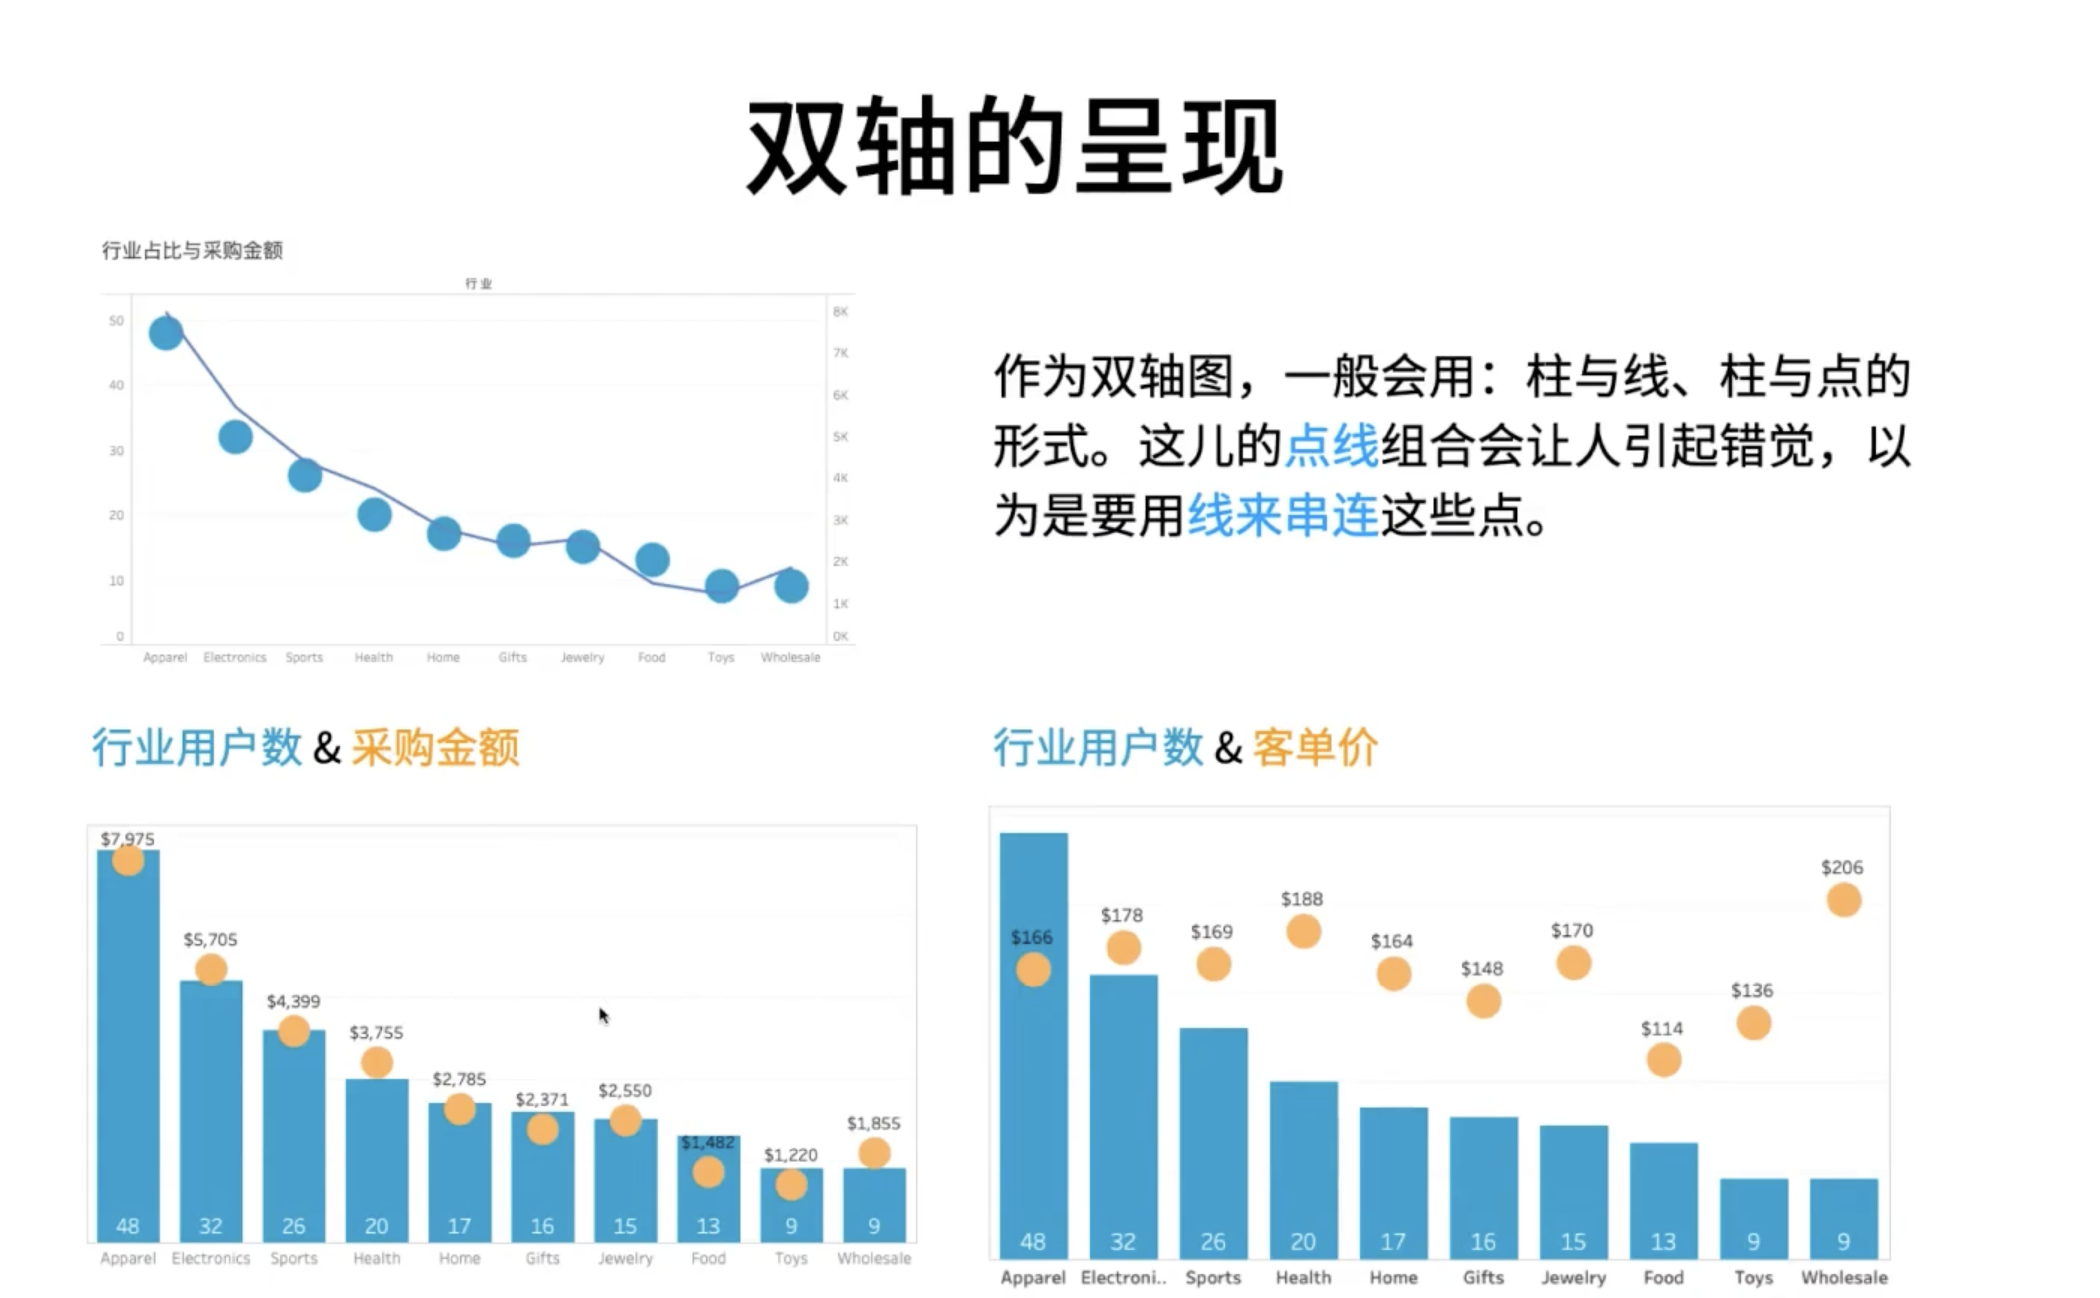 双轴的呈现
行业占比与采购金额
行业
50
40
30
20
10
0
8K
7K
6K
5K
4K
3K
2K
1K
0K
Apparel Electronics Sports Health Home Gifts Jewelry Food Toys Wholesale
作为双轴图，一般会用：柱与线、柱与点的
形式。这儿的点线组合会让人引起错觉，以
为是要用线来串连这些点。
行业用户数 & 采购金额
$7,975 $5,705 $4,399 $3,755 $2,785 $2,371 $2,550 $1,482 $1,220 $1,855
48 32 26 20 17 16 15 13 9 9
Apparel Electronics Sports Health Home Gifts Jewelry Food Toys Wholesale
行业用户数 & 客单价
$166 $178 $169 $188 $164 $148 $170 $114 $136 $206
48 32 26 20 17 16 15 13 9 9
Apparel Electroni.. Sports Health Home Gifts Jewelry Food Toys Wholesale